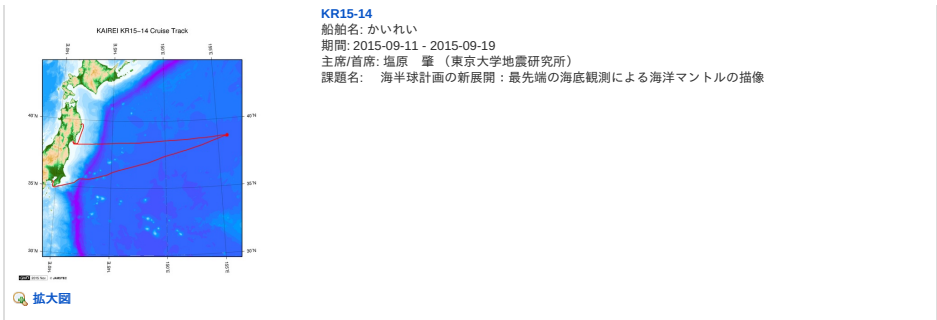 KR15-14
船舶名: かいれい
期間: 2015-09-11 - 2015-09-19
主席/首席: 塩原　肇 （東京大学地震研究所）
課題名:　海半球計画の新展開：最先端の海底観測による海洋マントルの描像
KAIREI KR15-14 Cruise Track
40˚N 40˚N
35˚N 35˚N
30˚N 30˚N
拡大図